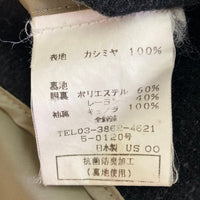 表地 カシミヤ 100%
裏地 ポリエステル 60%
胴裏 レーヨン 40%
袖裏 キュプラ 100%
TEL03-3862-4621
5-0120号
日本製 US 00
抗菌防臭加工
(裏地使用)